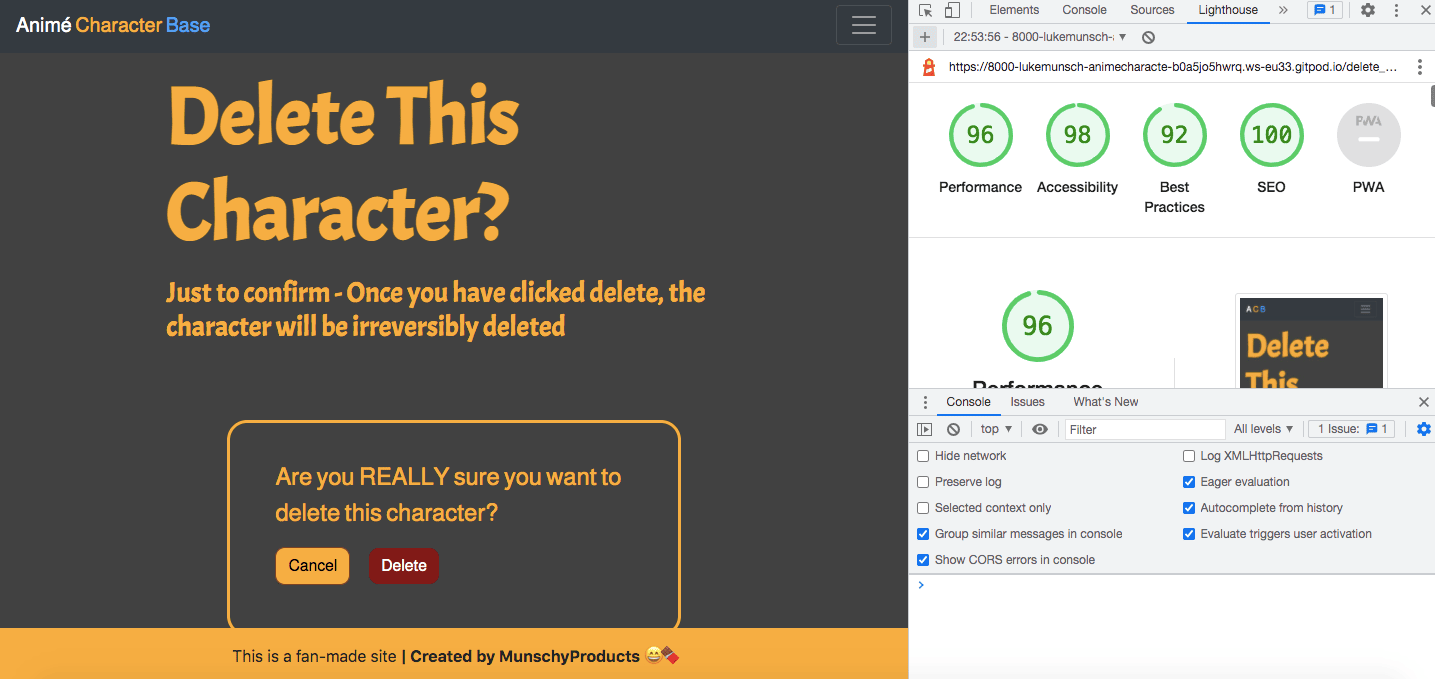 Animé Character Base
Delete This
Character?
Just to confirm - Once you have clicked delete, the
character will be irreversibly deleted
Are you REALLY sure you want to
delete this character?
Cancel Delete
This is a fan-made site | Created by MunschyProducts 😄🍫
Elements Console Sources Lighthouse » 1
+ 22:53:56 - 8000-lukemunsch-
https://8000-lukemunsch-animecharacte-b0a5jo5hwrq.ws-eu33.gitpod.io/delete_...
96 98 92 100 PWA
Performance Accessibility Best Practices SEO PWA
96
Performance
A C B
Delete
This
Console Issues What's New
top Filter All levels 1 Issue: 1
Hide network Log XMLHttpRequests
Preserve log Eager evaluation
Selected context only Autocomplete from history
Group similar messages in console Evaluate triggers user activation
Show CORS errors in console